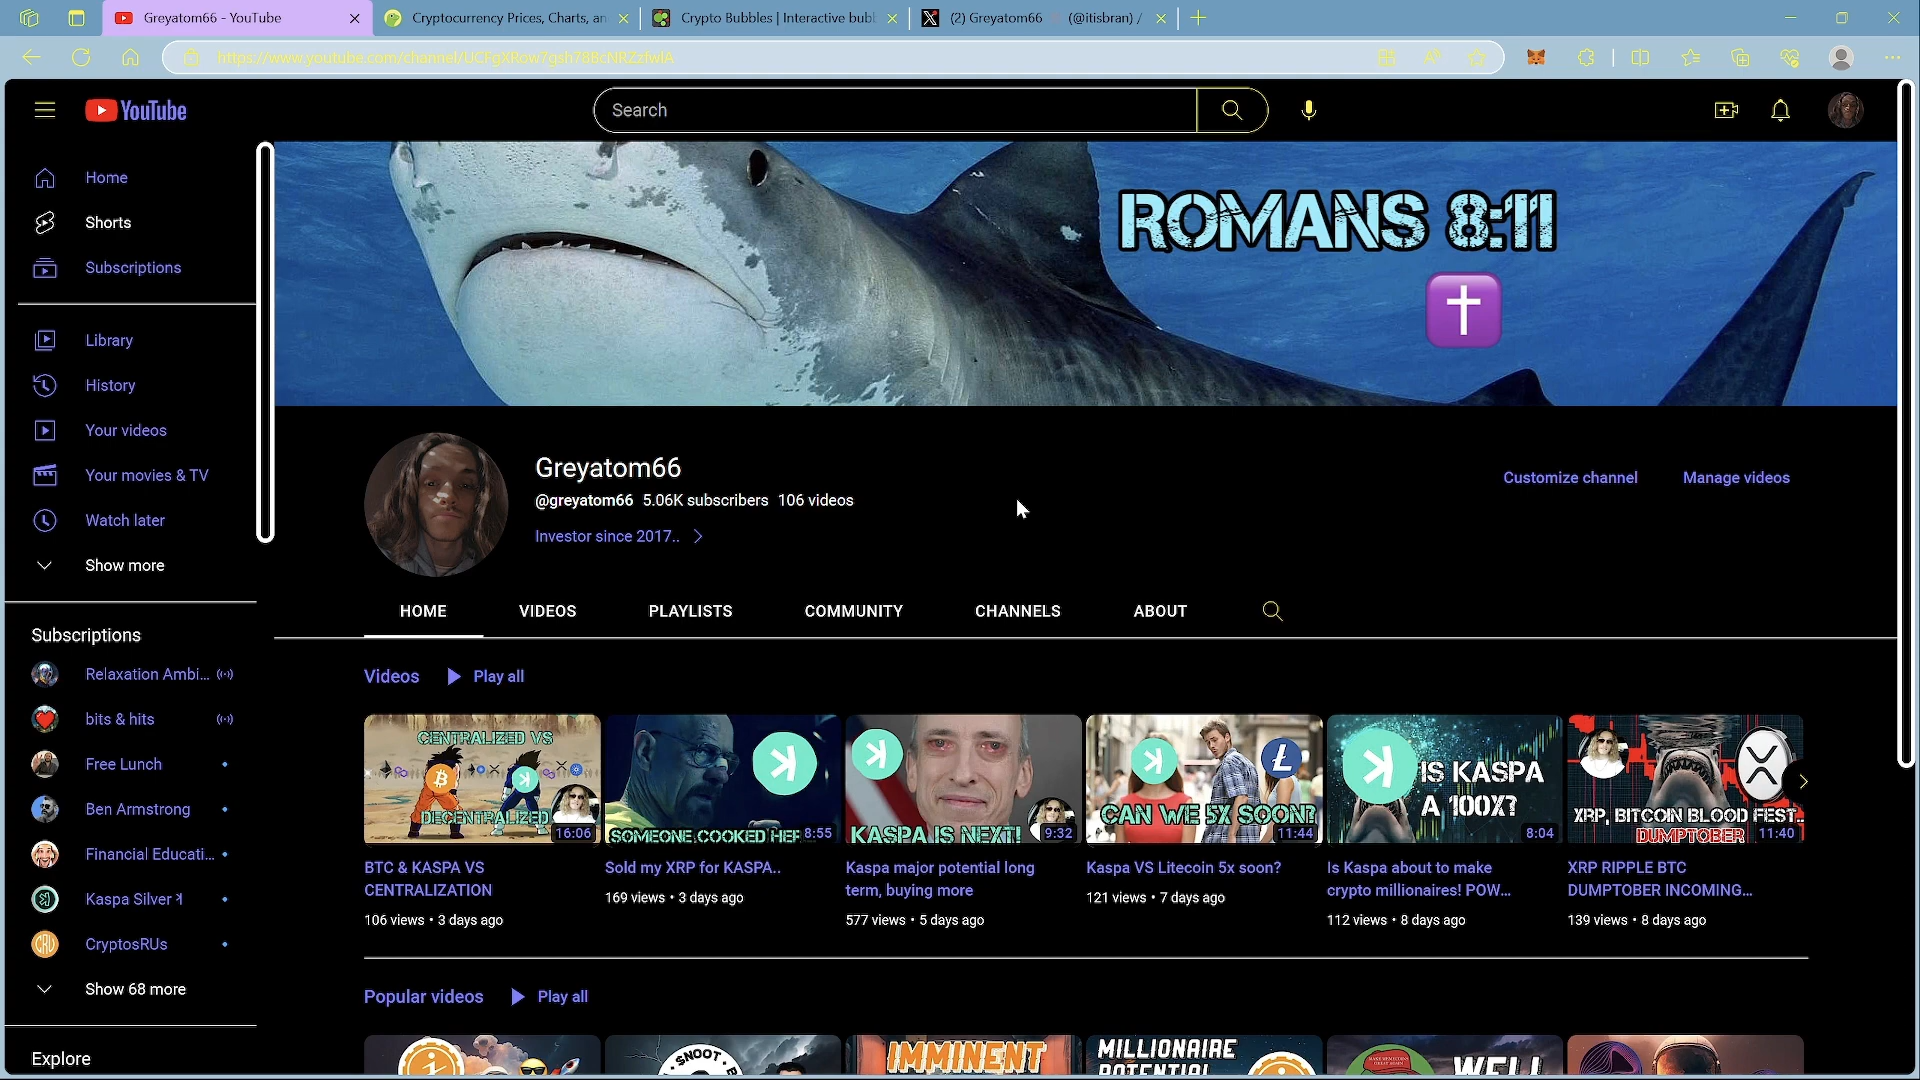 Greyatom66 - YouTube
Cryptocurrency Prices, Charts, an
Crypto Bubbles | Interactive bubl
(2) Greyatom66 (@itisbran) /
YouTube
Search
Home
Shorts
Subscriptions
Library
History
Your videos
Your movies & TV
Watch later
Show more
Subscriptions
Relaxation Ambi...
bits & hits
Free Lunch
Ben Armstrong
Financial Educati...
Kaspa Silver
CryptosRUs
Show 68 more
Explore
ROMANS 8:11
Greyatom66
@greyatom66 5.06K subscribers 106 videos
Investor since 2017..
Customize channel
Manage videos
HOME
VIDEOS
PLAYLISTS
COMMUNITY
CHANNELS
ABOUT
Videos
Play all
CENTRALIZED VS
DECENTRALIZED
16:06
BTC & KASPA VS
CENTRALIZATION
106 views • 3 days ago
SOMEONE COOKED HER
8:55
Sold my XRP for KASPA..
169 views • 3 days ago
KASPA IS NEXT!
9:32
Kaspa major potential long
term, buying more
577 views • 5 days ago
CAN WE 5X SOON?
11:44
Kaspa VS Litecoin 5x soon?
121 views • 7 days ago
IS KASPA
A 100X?
8:04
Is Kaspa about to make
crypto millionaires! POW...
112 views • 8 days ago
XRP, BITCOIN BLOOD FEST..
DUMPTOBER
11:40
XRP RIPPLE BTC
DUMPTOBER INCOMING...
139 views • 8 days ago
Popular videos
Play all
SNOOT
IMMINENT
MILLIONAIRE
POTENTIAL
WELL